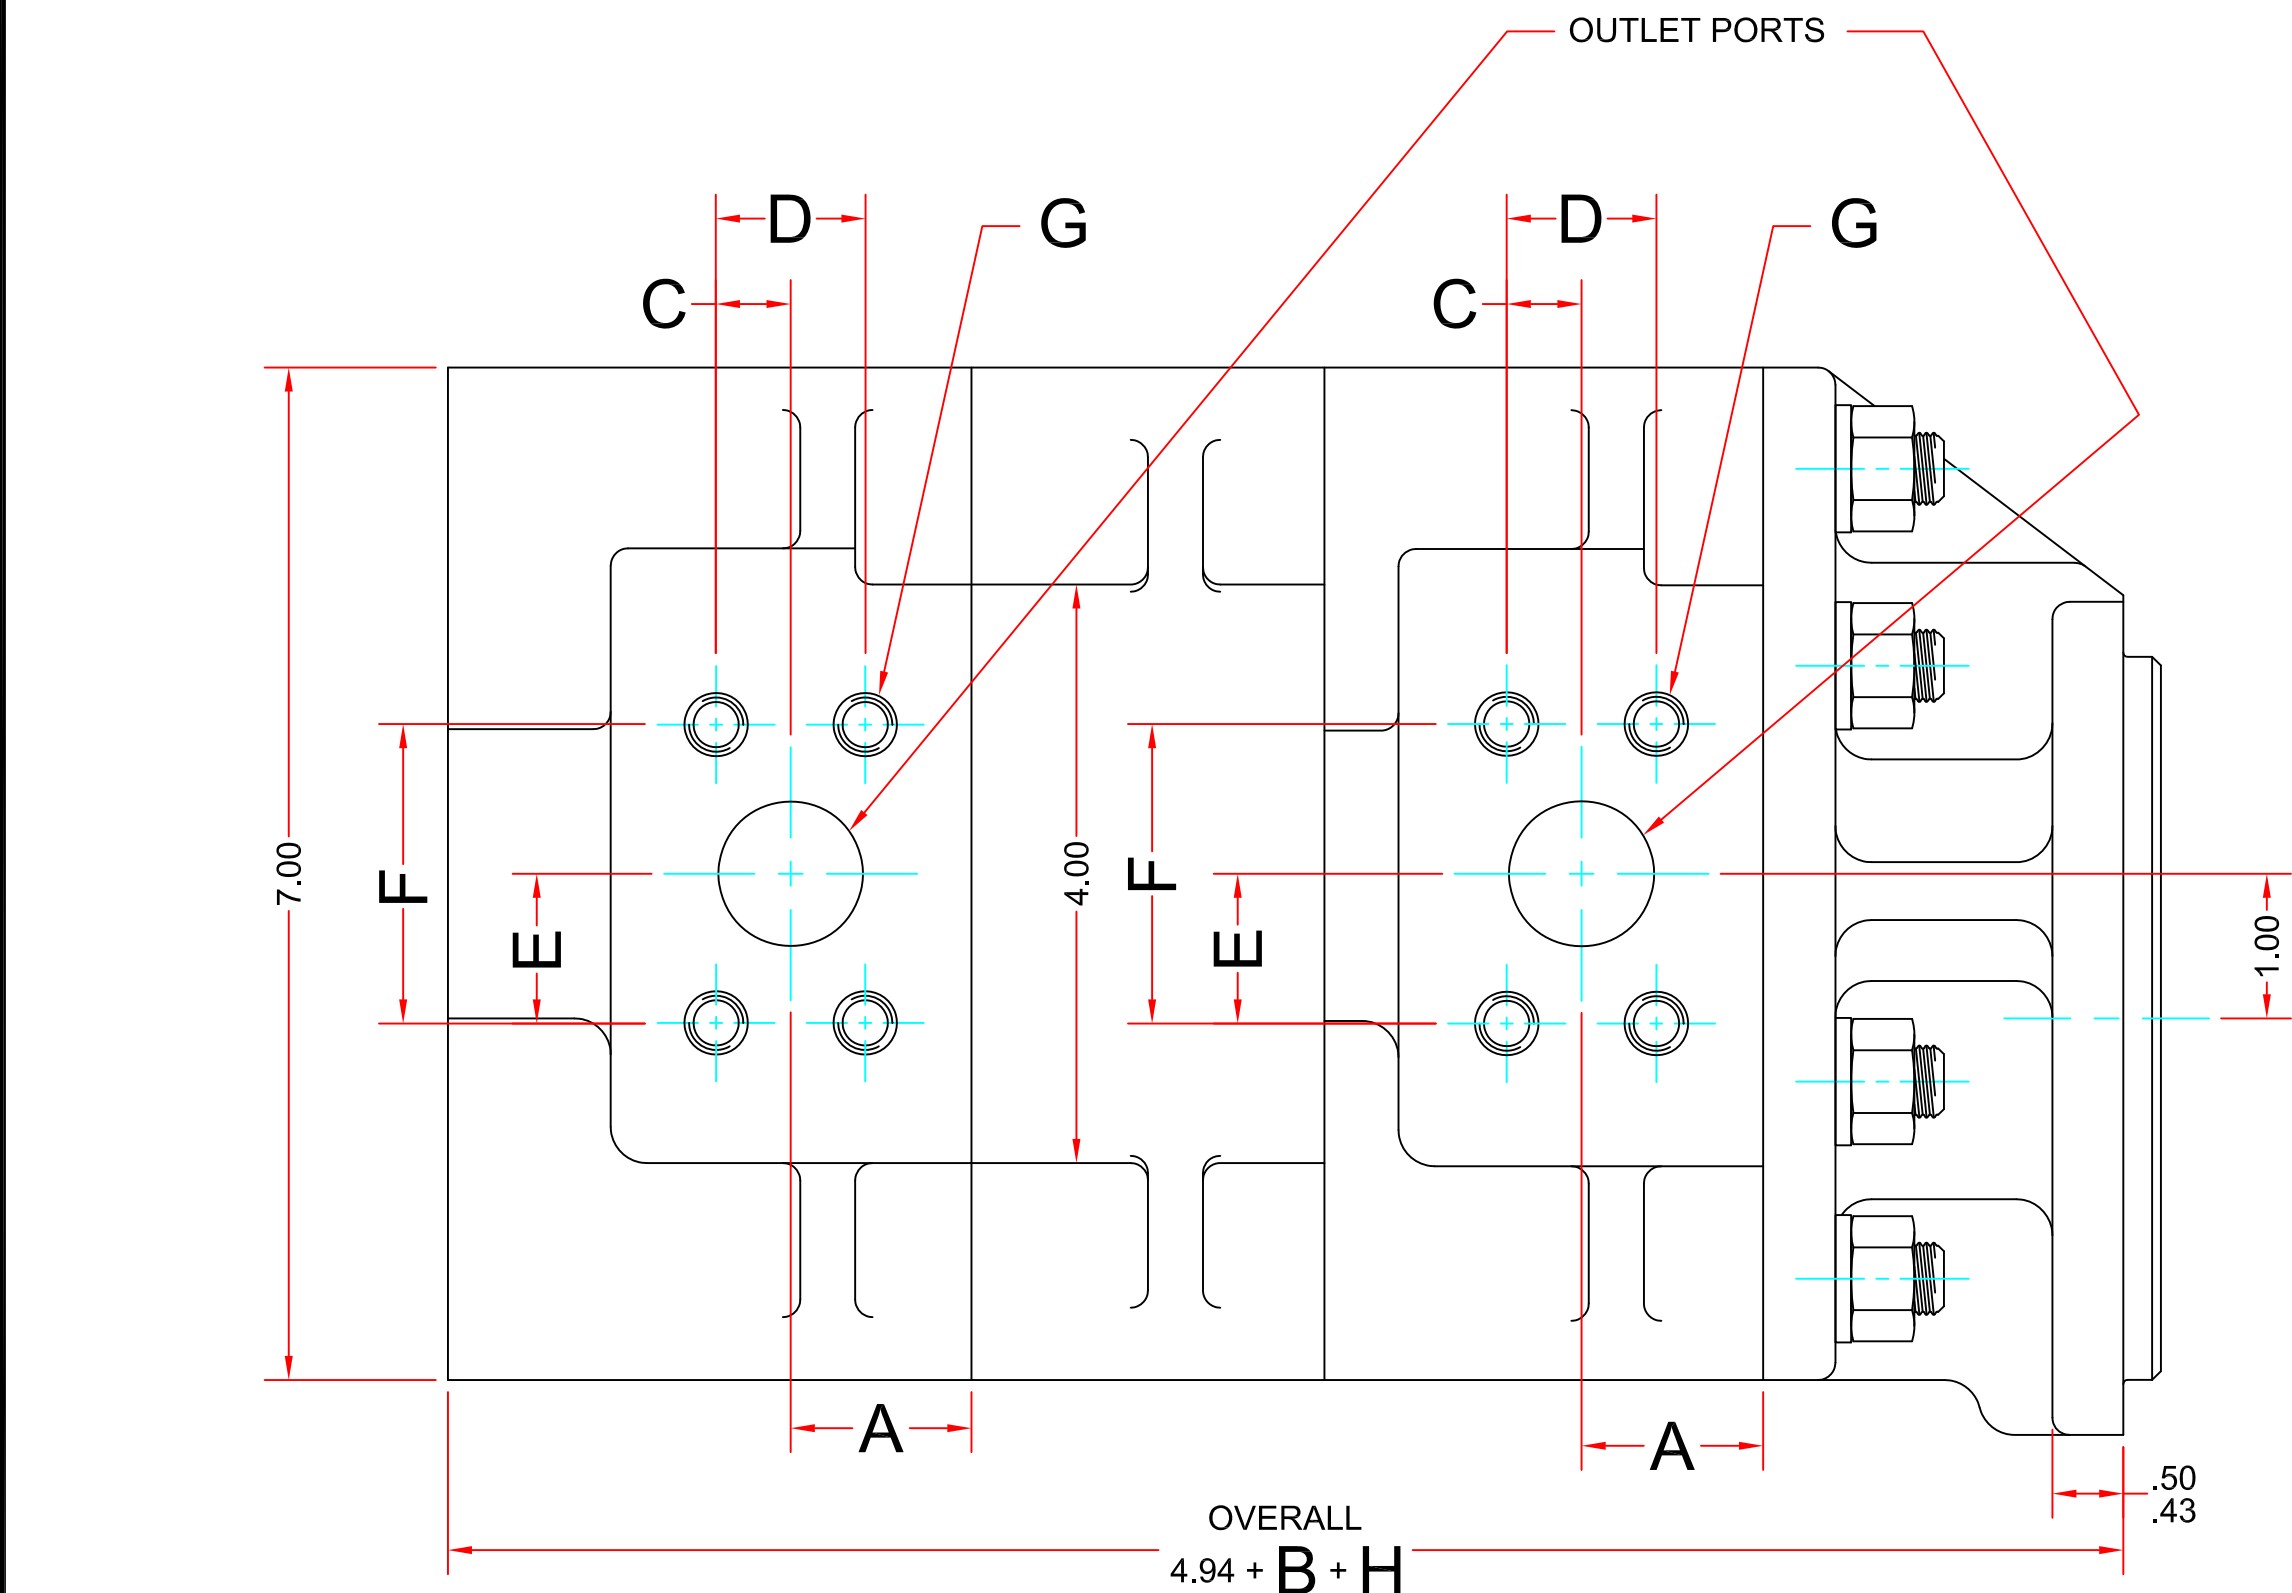 OUTLET PORTS
D
G
D
G
C
C
7.00
F
E
4.00
F
E
1.00
A
A
.50
.43
OVERALL
4.94 + B + H